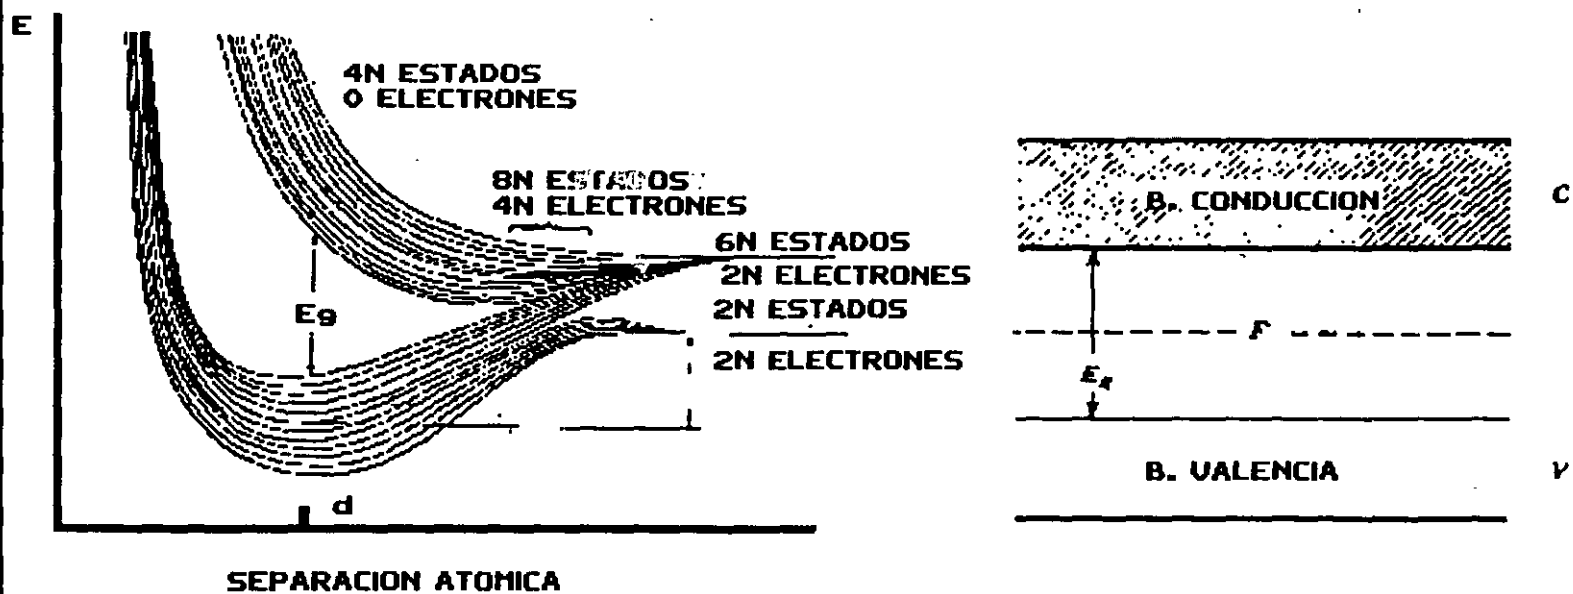 E
4N ESTADOS
0 ELECTRONES
8N ESTADOS
4N ELECTRONES
6N ESTADOS
2N ELECTRONES
2N ESTADOS
2N ELECTRONES
Eg
d
SEPARACION ATOMICA
B. CONDUCCION
C
F
Eg
B. VALENCIA
V